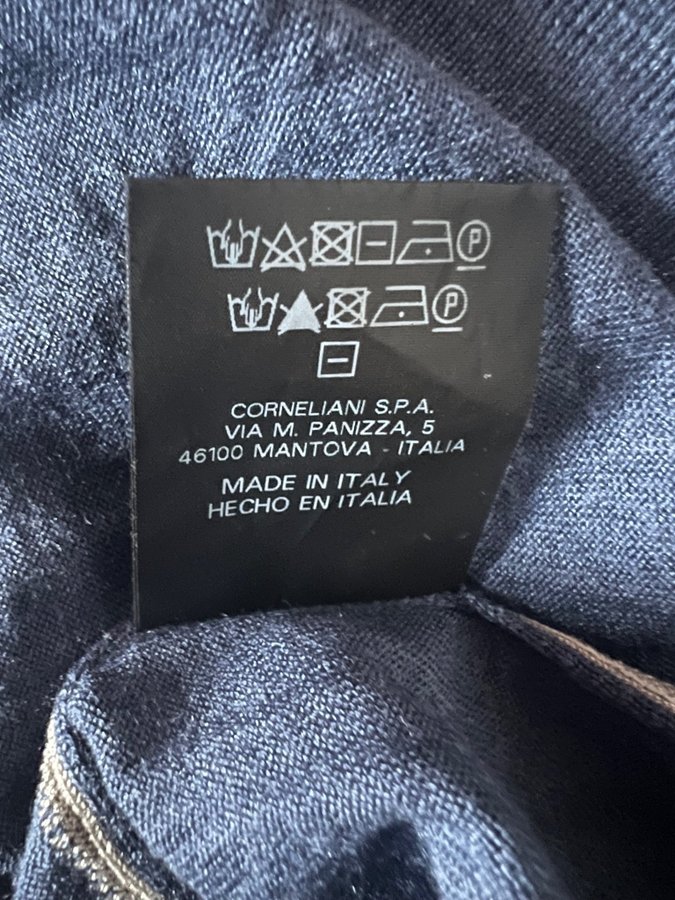 P
P
CORNELIANI S.P.A.
VIA M. PANIZZA, 5
46100 MANTOVA - ITALIA
MADE IN ITALY
HECHO EN ITALIA